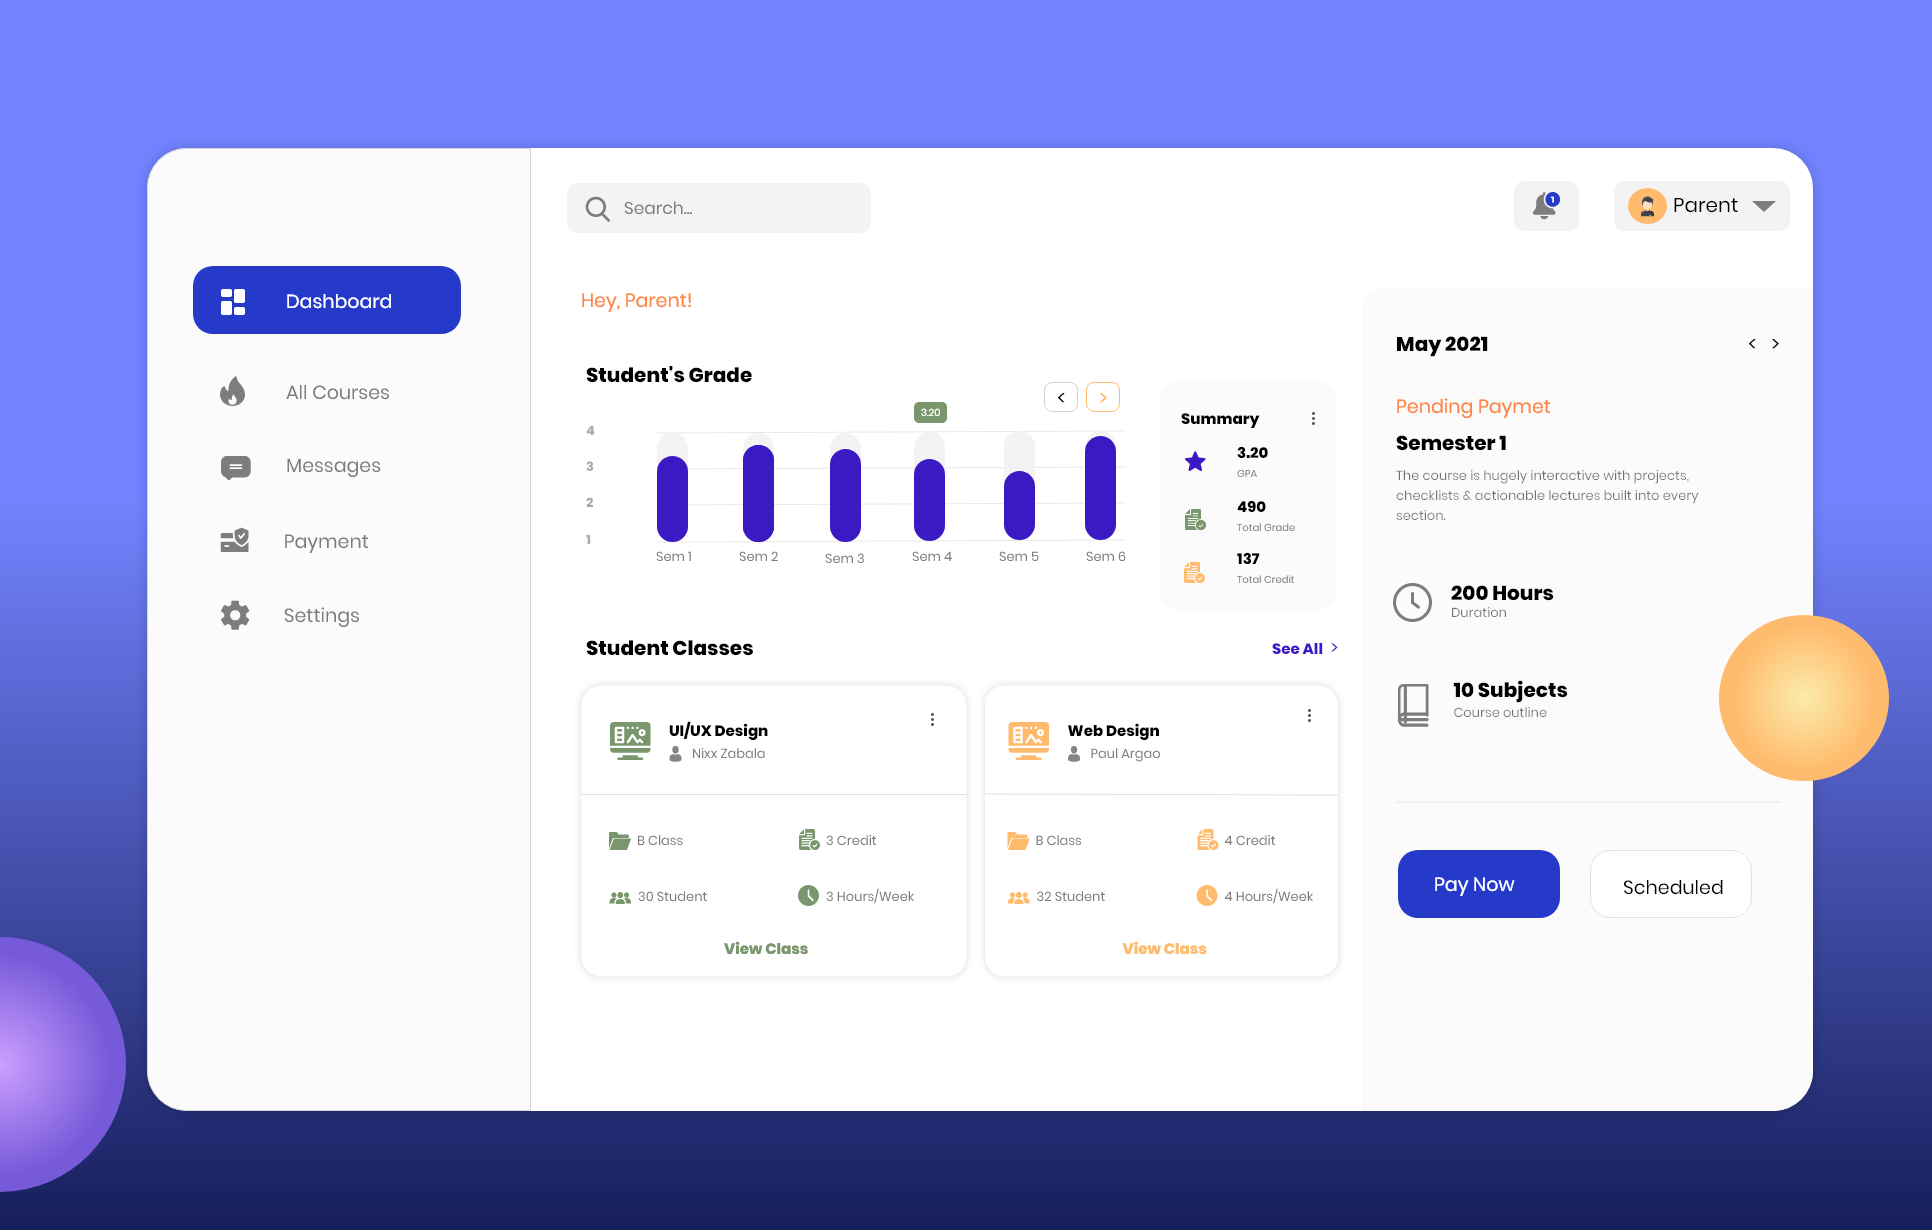 Dashboard
All Courses
Messages
Payment
Settings
Search...
1
Parent
Hey, Parent!
Student's Grade
3.20
4
3
2
1
Sem 1
Sem 2
Sem 3
Sem 4
Sem 5
Sem 6
Summary
3.20
GPA
490
Total Grade
137
Total Credit
Student Classes
See All
UI/UX Design
Nixx Zabala
B Class
3 Credit
30 Student
3 Hours/Week
View Class
Web Design
Paul Argao
B Class
4 Credit
32 Student
4 Hours/Week
View Class
May 2021
Pending Paymet
Semester 1
The course is hugely interactive with projects,
checklists & actionable lectures built into every
section.
200 Hours
Duration
10 Subjects
Course outline
Pay Now
Scheduled